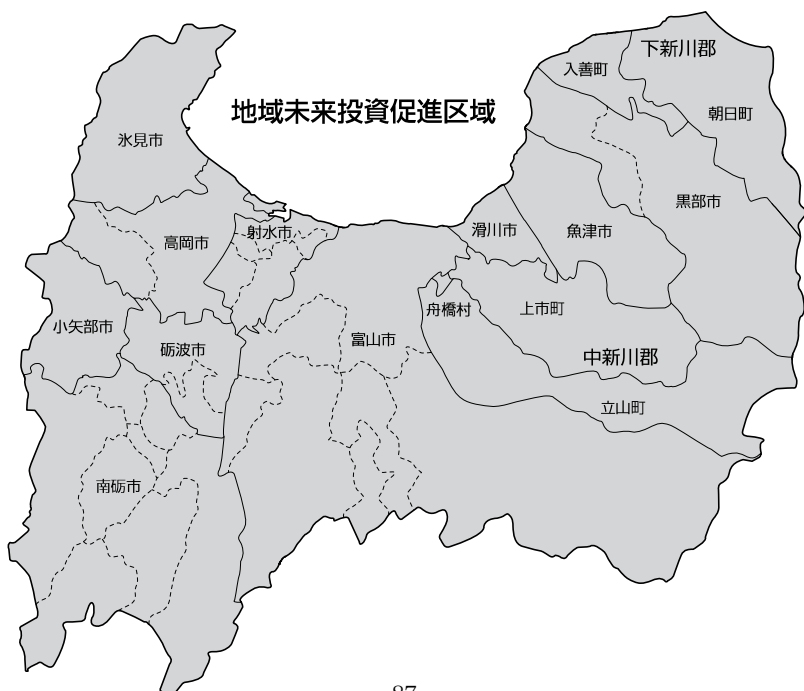 地域未来投資促進区域
下新川郡
入善町
朝日町
氷見市
黒部市
滑川市
魚津市
射水市
高岡市
舟橋村
上市町
小矢部市
砺波市
富山市
中新川郡
立山町
南砺市